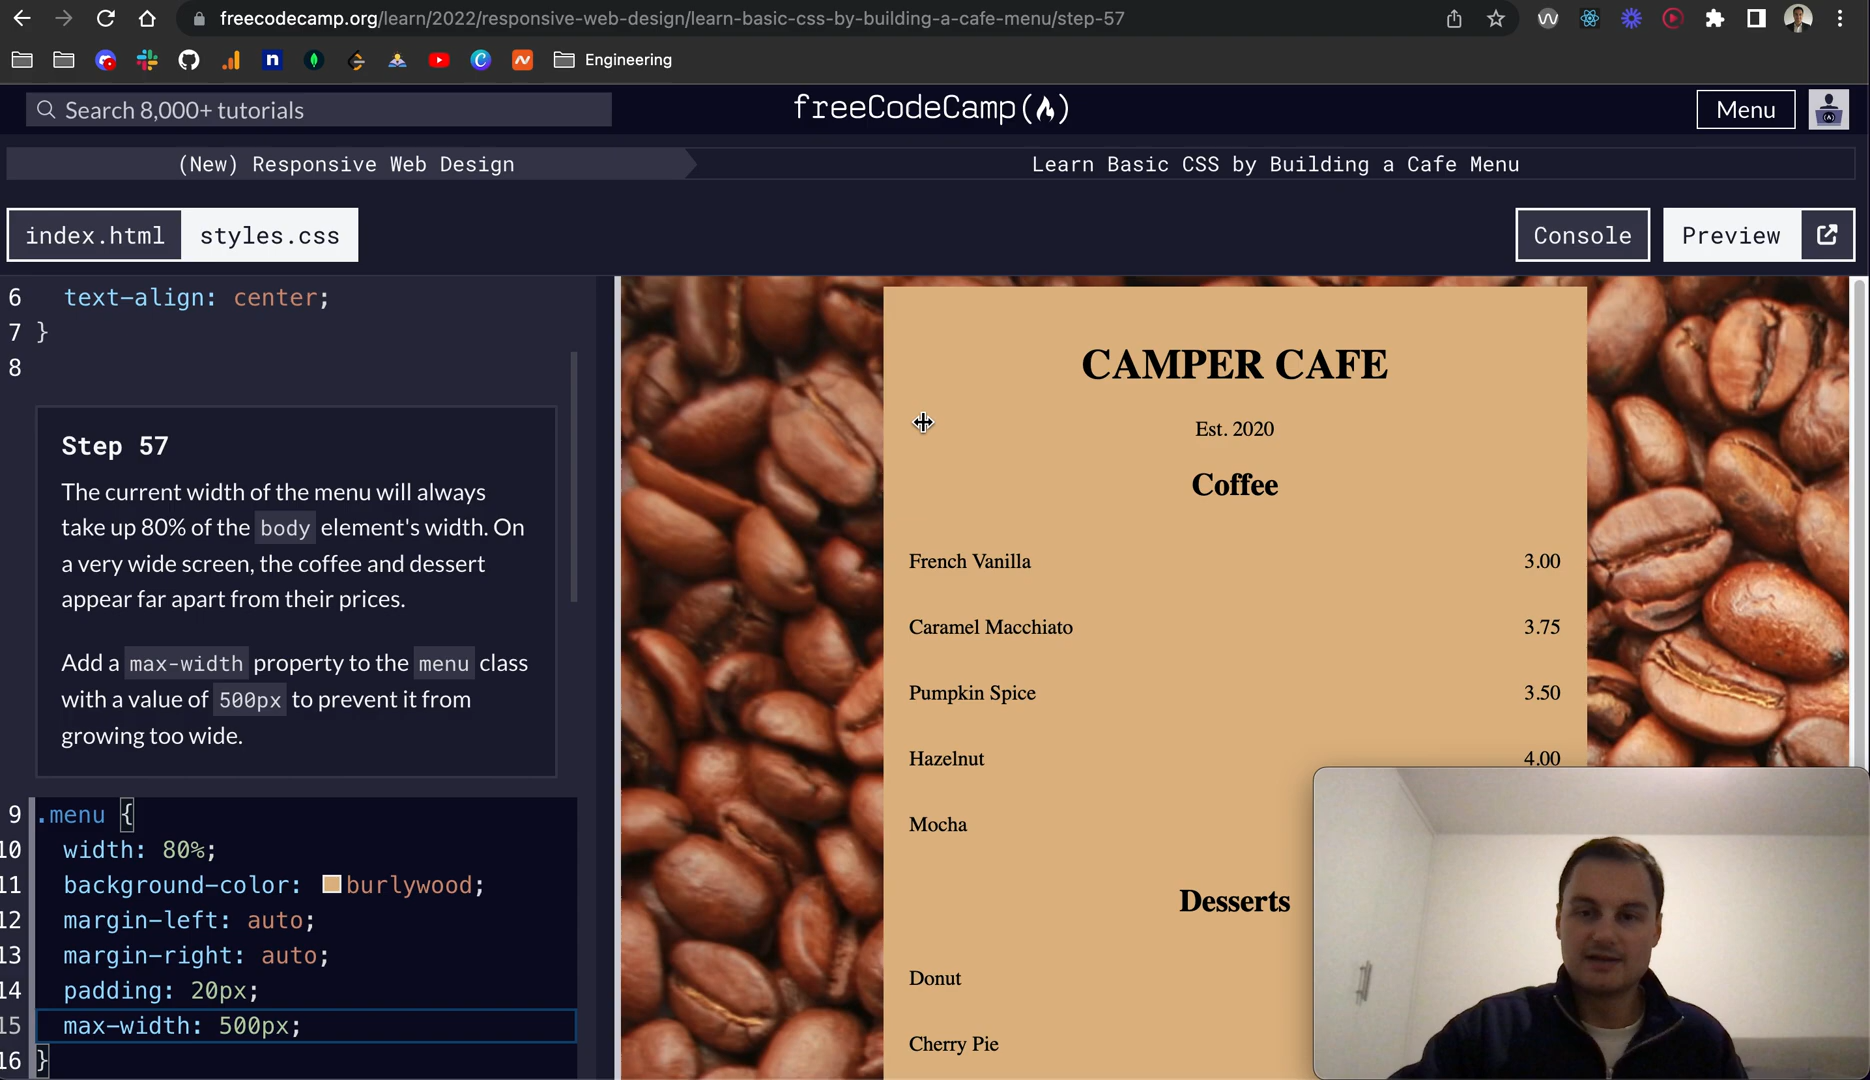 freecodecamp.org/learn/2022/responsive-web-design/learn-basic-css-by-building-a-cafe-menu/step-57
Engineering
Search 8,000+ tutorials
freeCodeCamp(🔥)
Menu
(New) Responsive Web Design
Learn Basic CSS by Building a Cafe Menu
index.html
styles.css
Console
Preview
6 text-align: center;
7 }
8
Step 57
The current width of the menu will always
take up 80% of the body element's width. On
a very wide screen, the coffee and dessert
appear far apart from their prices.
Add a max-width property to the menu class
with a value of 500px to prevent it from
growing too wide.
9 .menu {
10 width: 80%;
11 background-color: burlywood;
12 margin-left: auto;
13 margin-right: auto;
14 padding: 20px;
15 max-width: 500px;
16 }
CAMPER CAFE
Est. 2020
Coffee
French Vanilla 3.00
Caramel Macchiato 3.75
Pumpkin Spice 3.50
Hazelnut 4.00
Mocha
Desserts
Donut
Cherry Pie